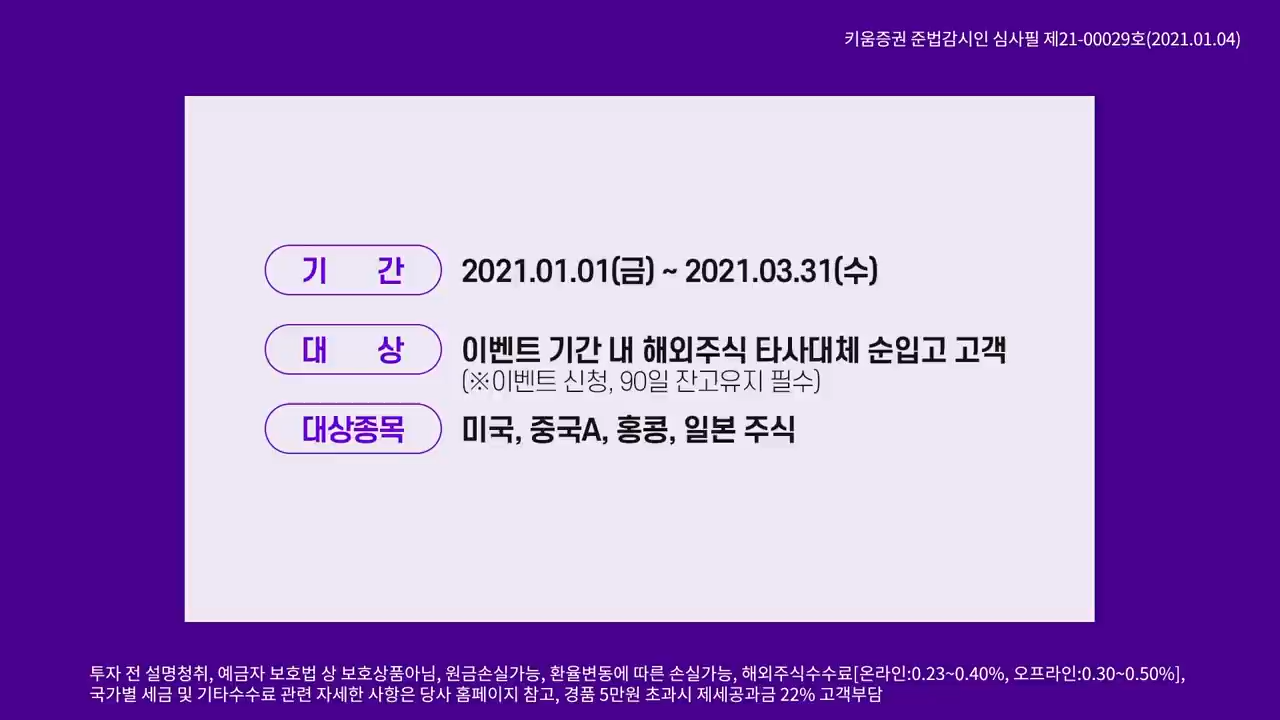 키움증권 준법감시인 심사필 제21-00029호(2021.01.04)
기 간 2021.01.01(금) ~ 2021.03.31(수)
대 상 이벤트 기간 내 해외주식 타사대체 순입고 고객
(※이벤트 신청, 90일 잔고유지 필수)
대상종목 미국, 중국A, 홍콩, 일본 주식
투자 전 설명청취, 예금자 보호법 상 보호상품아님, 원금손실가능, 환율변동에 따른 손실가능, 해외주식수수료[온라인:0.23~0.40%, 오프라인:0.30~0.50%],
국가별 세금 및 기타수수료 관련 자세한 사항은 당사 홈페이지 참고, 경품 5만원 초과시 제세공과금 22% 고객부담